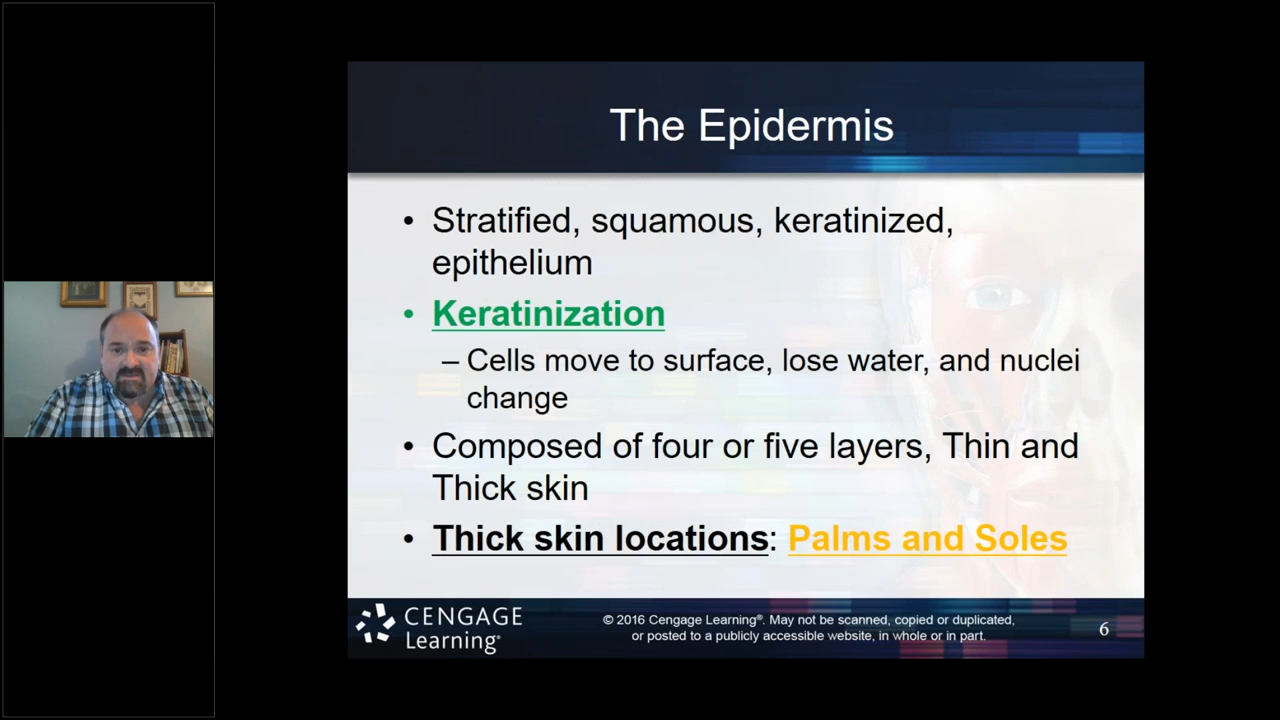 The Epidermis
• Stratified, squamous, keratinized,
epithelium
• Keratinization
– Cells move to surface, lose water, and nuclei
change
• Composed of four or five layers, Thin and
Thick skin
• Thick skin locations: Palms and Soles
CENGAGE
Learning®
© 2016 Cengage Learning®. May not be scanned, copied or duplicated,
or posted to a publicly accessible website, in whole or in part.
6